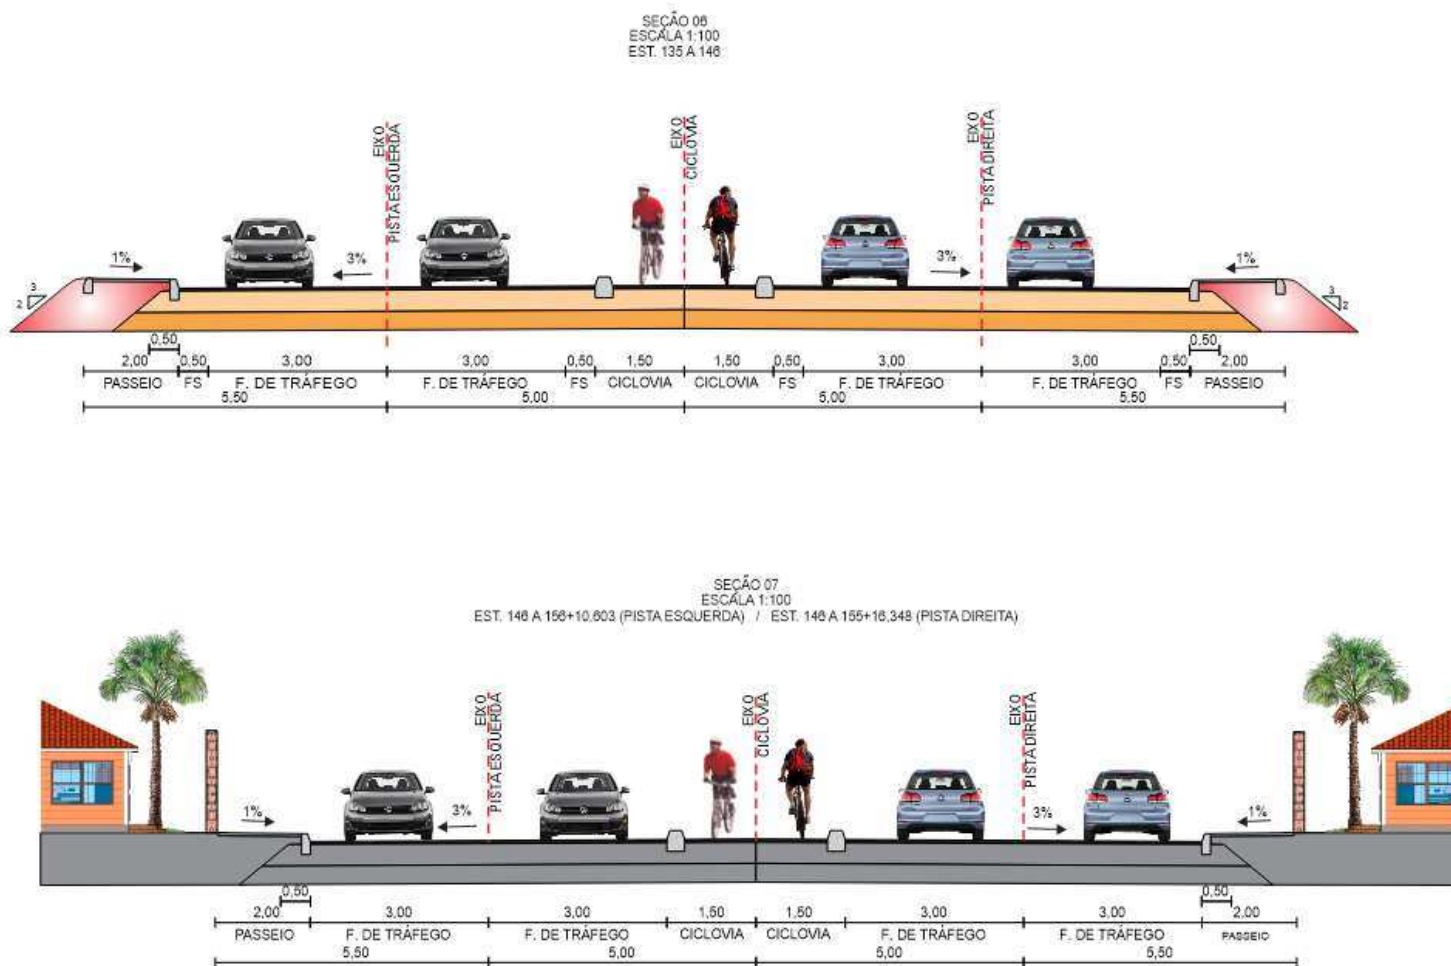 SEÇÃO 06
ESCALA 1:100
EST. 135 A 146
EIXO
PISTA ESQUERDA
EIXO
CICLOVIA
EIXO
PISTA DIREITA
1% 3% 3% 1%
3
2
3
2
0,50 0,50
2,00 0,50 3,00 3,00 0,50 1,50 1,50 0,50 3,00 3,00 0,50 2,00
PASSEIO FS F. DE TRÁFEGO F. DE TRÁFEGO FS CICLOVIA CICLOVIA FS F. DE TRÁFEGO F. DE TRÁFEGO FS PASSEIO
5,50 5,00 5,00 5,50
SEÇÃO 07
ESCALA 1:100
EST. 146 A 156+10,603 (PISTA ESQUERDA) / EST. 146 A 155+16,348 (PISTA DIREITA)
EIXO
PISTA ESQUERDA
EIXO
CICLOVIA
EIXO
PISTA DIREITA
1% 3% 3% 1%
0,50 0,50
2,00 3,00 3,00 1,50 1,50 3,00 3,00 2,00
PASSEIO F. DE TRÁFEGO F. DE TRÁFEGO CICLOVIA CICLOVIA F. DE TRÁFEGO F. DE TRÁFEGO PASSEIO
5,50 5,00 5,00 5,50